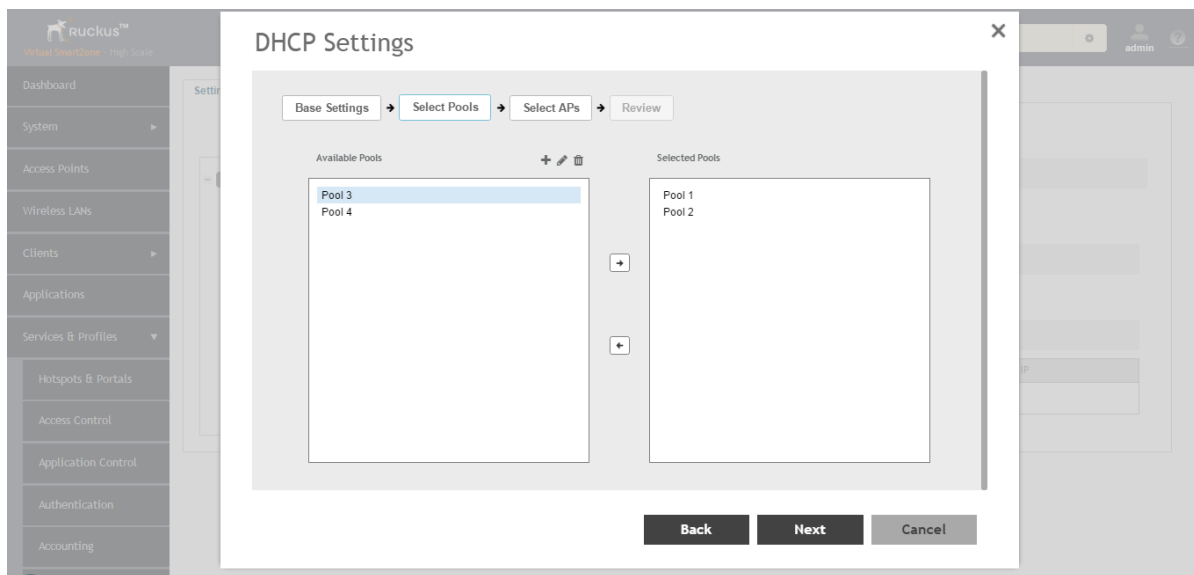 Ruckus™
Virtual SmartZone - High Scale
DHCP Settings
admin
Dashboard
System
Access Points
Wireless LANs
Clients
Applications
Services & Profiles
Hotspots & Portals
Access Control
Application Control
Authentication
Accounting
Settin
Base Settings
Select Pools
Select APs
Review
Available Pools
Selected Pools
Pool 3
Pool 4
Pool 1
Pool 2
IP
Back
Next
Cancel